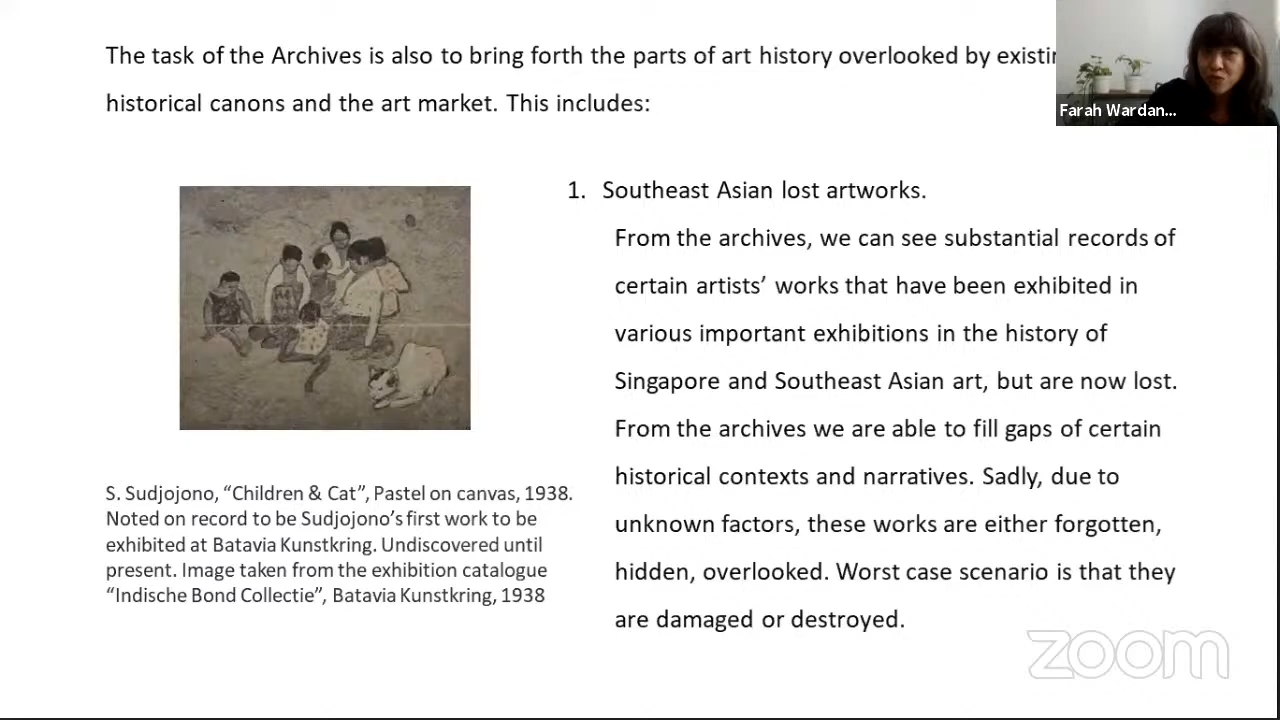 The task of the Archives is also to bring forth the parts of art history overlooked by
historical canons and the art market. This includes:
Farah Wardan...
1. Southeast Asian lost artworks.
From the archives, we can see substantial records of
certain artists’ works that have been exhibited in
various important exhibitions in the history of
Singapore and Southeast Asian art, but are now lost.
From the archives we are able to fill gaps of certain
historical contexts and narratives. Sadly, due to
unknown factors, these works are either forgotten,
hidden, overlooked. Worst case scenario is that they
are damaged or destroyed.
S. Sudjojono, “Children & Cat”, Pastel on canvas, 1938.
Noted on record to be Sudjojono’s first work to be
exhibited at Batavia Kunstkring. Undiscovered until
present. Image taken from the exhibition catalogue
“Indische Bond Collectie”, Batavia Kunstkring, 1938
zoom